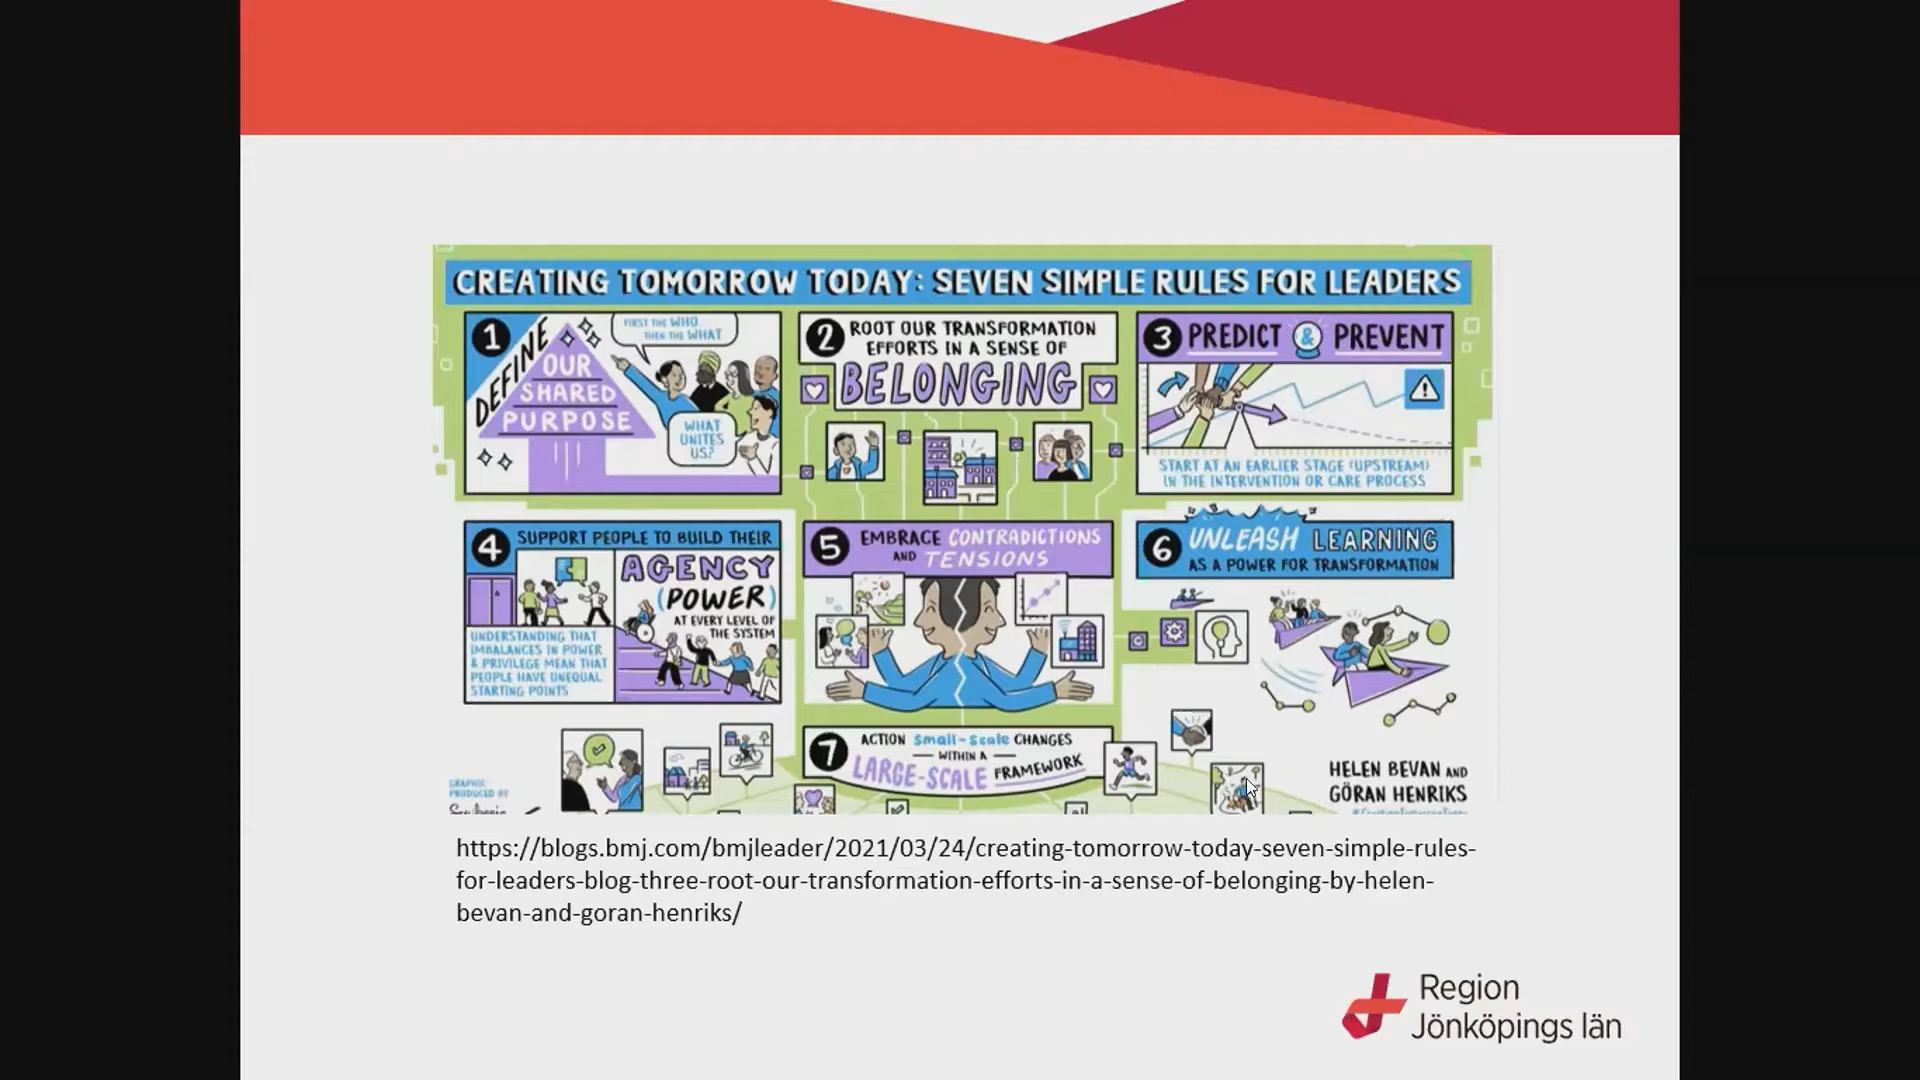 CREATING TOMORROW TODAY: SEVEN SIMPLE RULES FOR LEADERS
1
DEFINE
OUR
SHARED
PURPOSE
FIRST THE WHO
THEN THE WHAT
WHAT
UNITES
US?
2
ROOT OUR TRANSFORMATION
EFFORTS IN A SENSE OF
BELONGING
3 PREDICT & PREVENT
START AT AN EARLIER STAGE (UPSTREAM)
IN THE INTERVENTION OR CARE PROCESS
4
SUPPORT PEOPLE TO BUILD THEIR
AGENCY
(POWER)
AT EVERY LEVEL OF
THE SYSTEM
UNDERSTANDING THAT
IMBALANCES IN POWER
& PRIVILEGE MEAN THAT
PEOPLE HAVE UNEQUAL
STARTING POINTS
5
EMBRACE CONTRADICTIONS
AND TENSIONS
6
UNLEASH LEARNING
AS A POWER FOR TRANSFORMATION
7
ACTION Small-Scale CHANGES
WITHIN A
LARGE-SCALE FRAMEWORK
GRAPHIC
PRODUCED BY
HELEN BEVAN AND
GÖRAN HENRIKS
https://blogs.bmj.com/bmjleader/2021/03/24/creating-tomorrow-today-seven-simple-rules-
for-leaders-blog-three-root-our-transformation-efforts-in-a-sense-of-belonging-by-helen-
bevan-and-goran-henriks/
Region
Jönköpings län